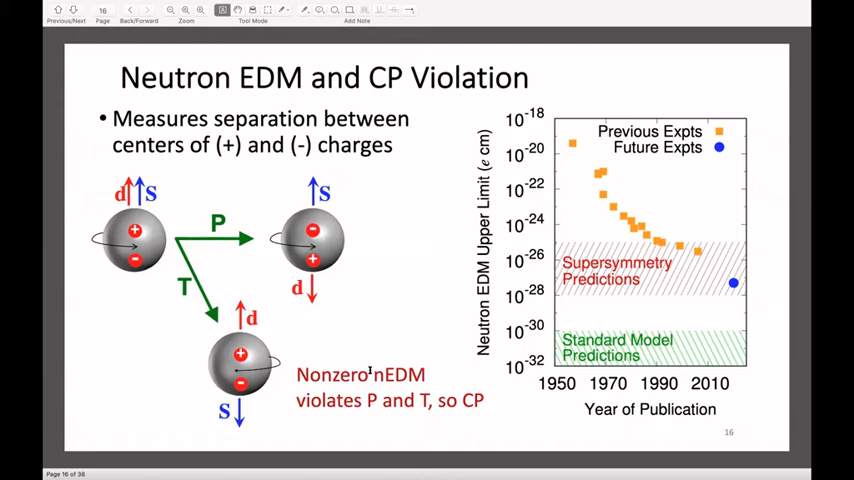 16
Previous/Next Page Back/Forward Zoom Tool Mode Add Note
Neutron EDM and CP Violation
• Measures separation between
centers of (+) and (-) charges
d S
+
-
P
T
S
-
+
d
d
+
-
S
Nonzero nEDM
violates P and T, so CP
Neutron EDM Upper Limit (e cm)
10-18
10-20
10-22
10-24
10-26
10-28
10-30
10-32
Previous Expts
Future Expts
Supersymmetry
Predictions
Standard Model
Predictions
1950 1970 1990 2010
Year of Publication
16
Page 16 of 38